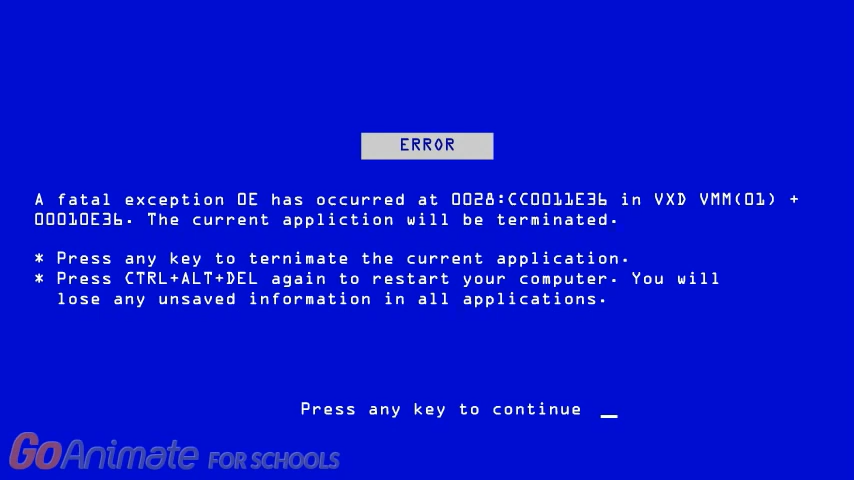 ERROR
A fatal exception 0E has occurred at 0028:CC0011E36 in VXD VMM(01) +
00010E36. The current appliction will be terminated.
* Press any key to ternimate the current application.
* Press CTRL+ALT+DEL again to restart your computer. You will
lose any unsaved information in all applications.
Press any key to continue _
GoAnimate FOR SCHOOLS